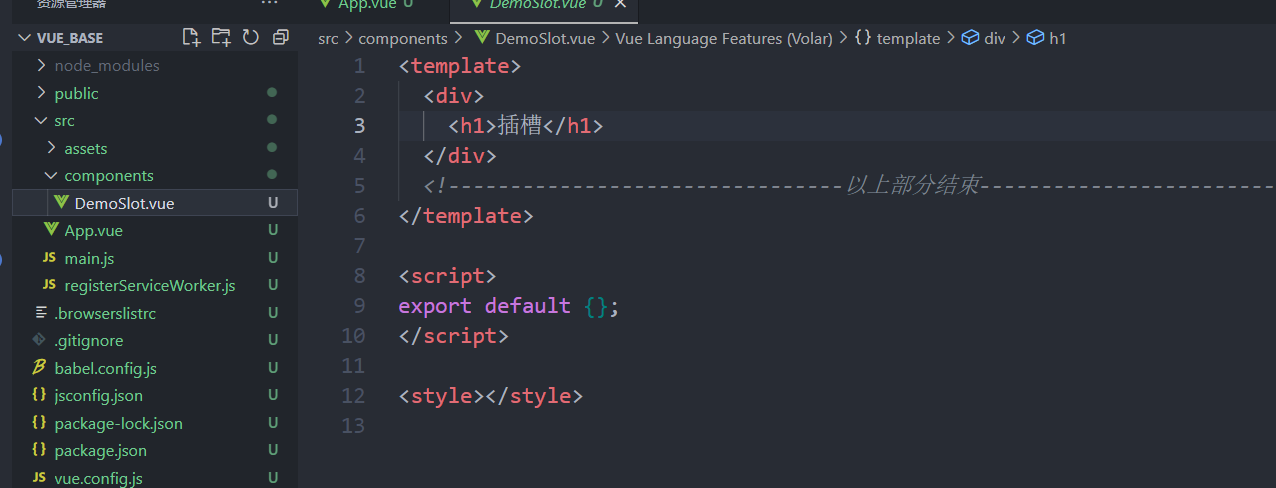 资源管理器 ...
App.vue U
DemoSlot.vue U
VUE_BASE
node_modules
public
src
assets
components
DemoSlot.vue U
App.vue U
JS main.js U
JS registerServiceWorker.js U
.browserslistrc U
.gitignore U
babel.config.js U
{} jsconfig.json U
{} package-lock.json U
{} package.json U
JS vue.config.js U
src > components > DemoSlot.vue > Vue Language Features (Volar) > {} template > div > h1
1 <template>
2 <div>
3 <h1>插槽</h1>
4 </div>
5 <!--------------------------------以上部分结束------------------------
6 </template>
7
8 <script>
9 export default {};
10 </script>
11
12 <style></style>
13